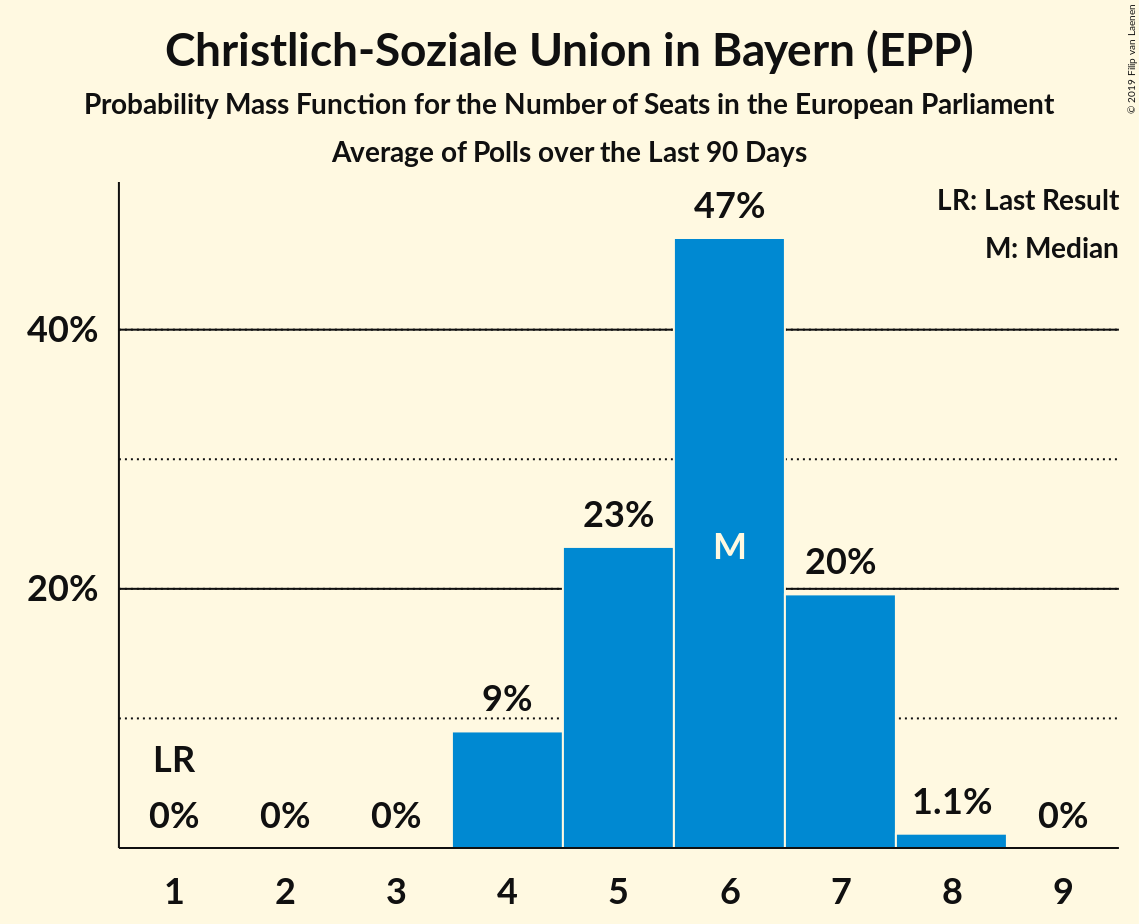 Christlich-Soziale Union in Bayern (EPP)
Probability Mass Function for the Number of Seats in the European Parliament
Average of Polls over the Last 90 Days
© 2019 Filip van Laenen
LR: Last Result
M: Median
47%
40%
23%
M
20%
20%
9%
LR
0% 0% 0% 1.1% 0%
1 2 3 4 5 6 7 8 9